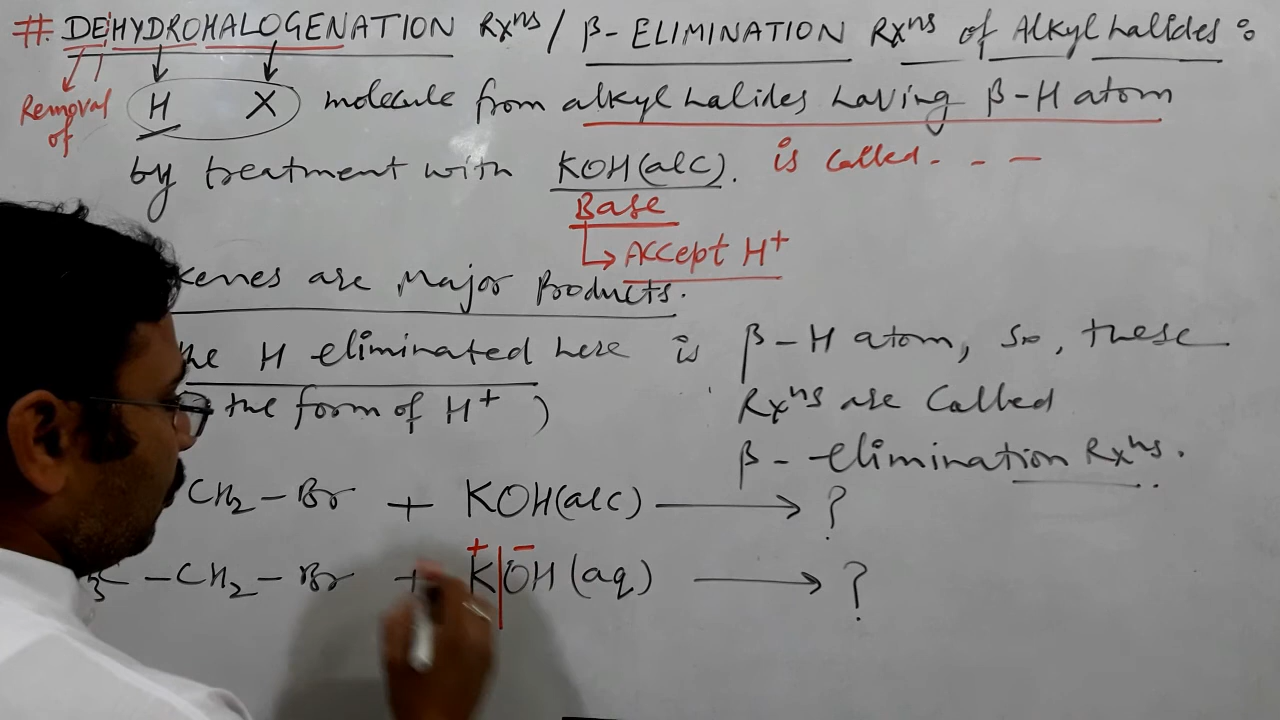 # DEHYDROHALOGENATION Rxⁿˢ / β-ELIMINATION Rxⁿˢ of Alkyl halides :
Removal of H X molecule from alkyl halides having β-H atom
by treatment with KOH(alc). is called - - -
Base
↳ Accept H⁺
kenes are Major Products.
he H eliminated here is β-H atom, so, these
the form of H⁺) Rxⁿˢ are Called
β-elimination Rxⁿˢ.
CH₂-Br + KOH(alc) ⟶ ?
₃C-CH₂-Br + K⁺|OH⁻(aq) ⟶ ?